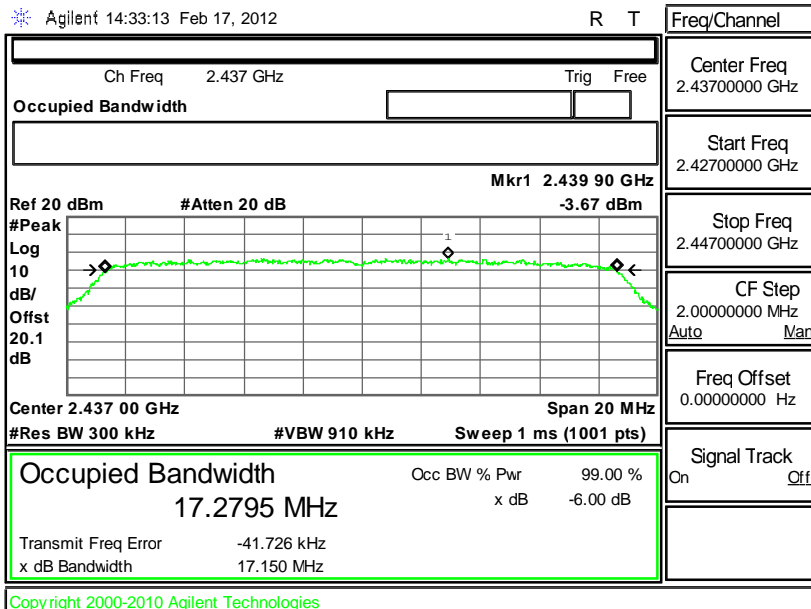 Agilent 14:33:13 Feb 17, 2012 R T
Freq/Channel
Ch Freq 2.437 GHz Trig Free
Occupied Bandwidth
Center Freq
2.43700000 GHz
Start Freq
2.42700000 GHz
Stop Freq
2.44700000 GHz
CF Step
2.00000000 MHz
Auto Man
Freq Offset
0.00000000 Hz
Signal Track
On Off
Mkr1 2.439 90 GHz
Ref 20 dBm #Atten 20 dB -3.67 dBm
#Peak
Log
10
dB/
Offst
20.1
dB
1
Center 2.437 00 GHz Span 20 MHz
#Res BW 300 kHz #VBW 910 kHz Sweep 1 ms (1001 pts)
Occupied Bandwidth Occ BW % Pwr 99.00 %
17.2795 MHz x dB -6.00 dB
Transmit Freq Error -41.726 kHz
x dB Bandwidth 17.150 MHz
Copyright 2000-2010 Agilent Technologies